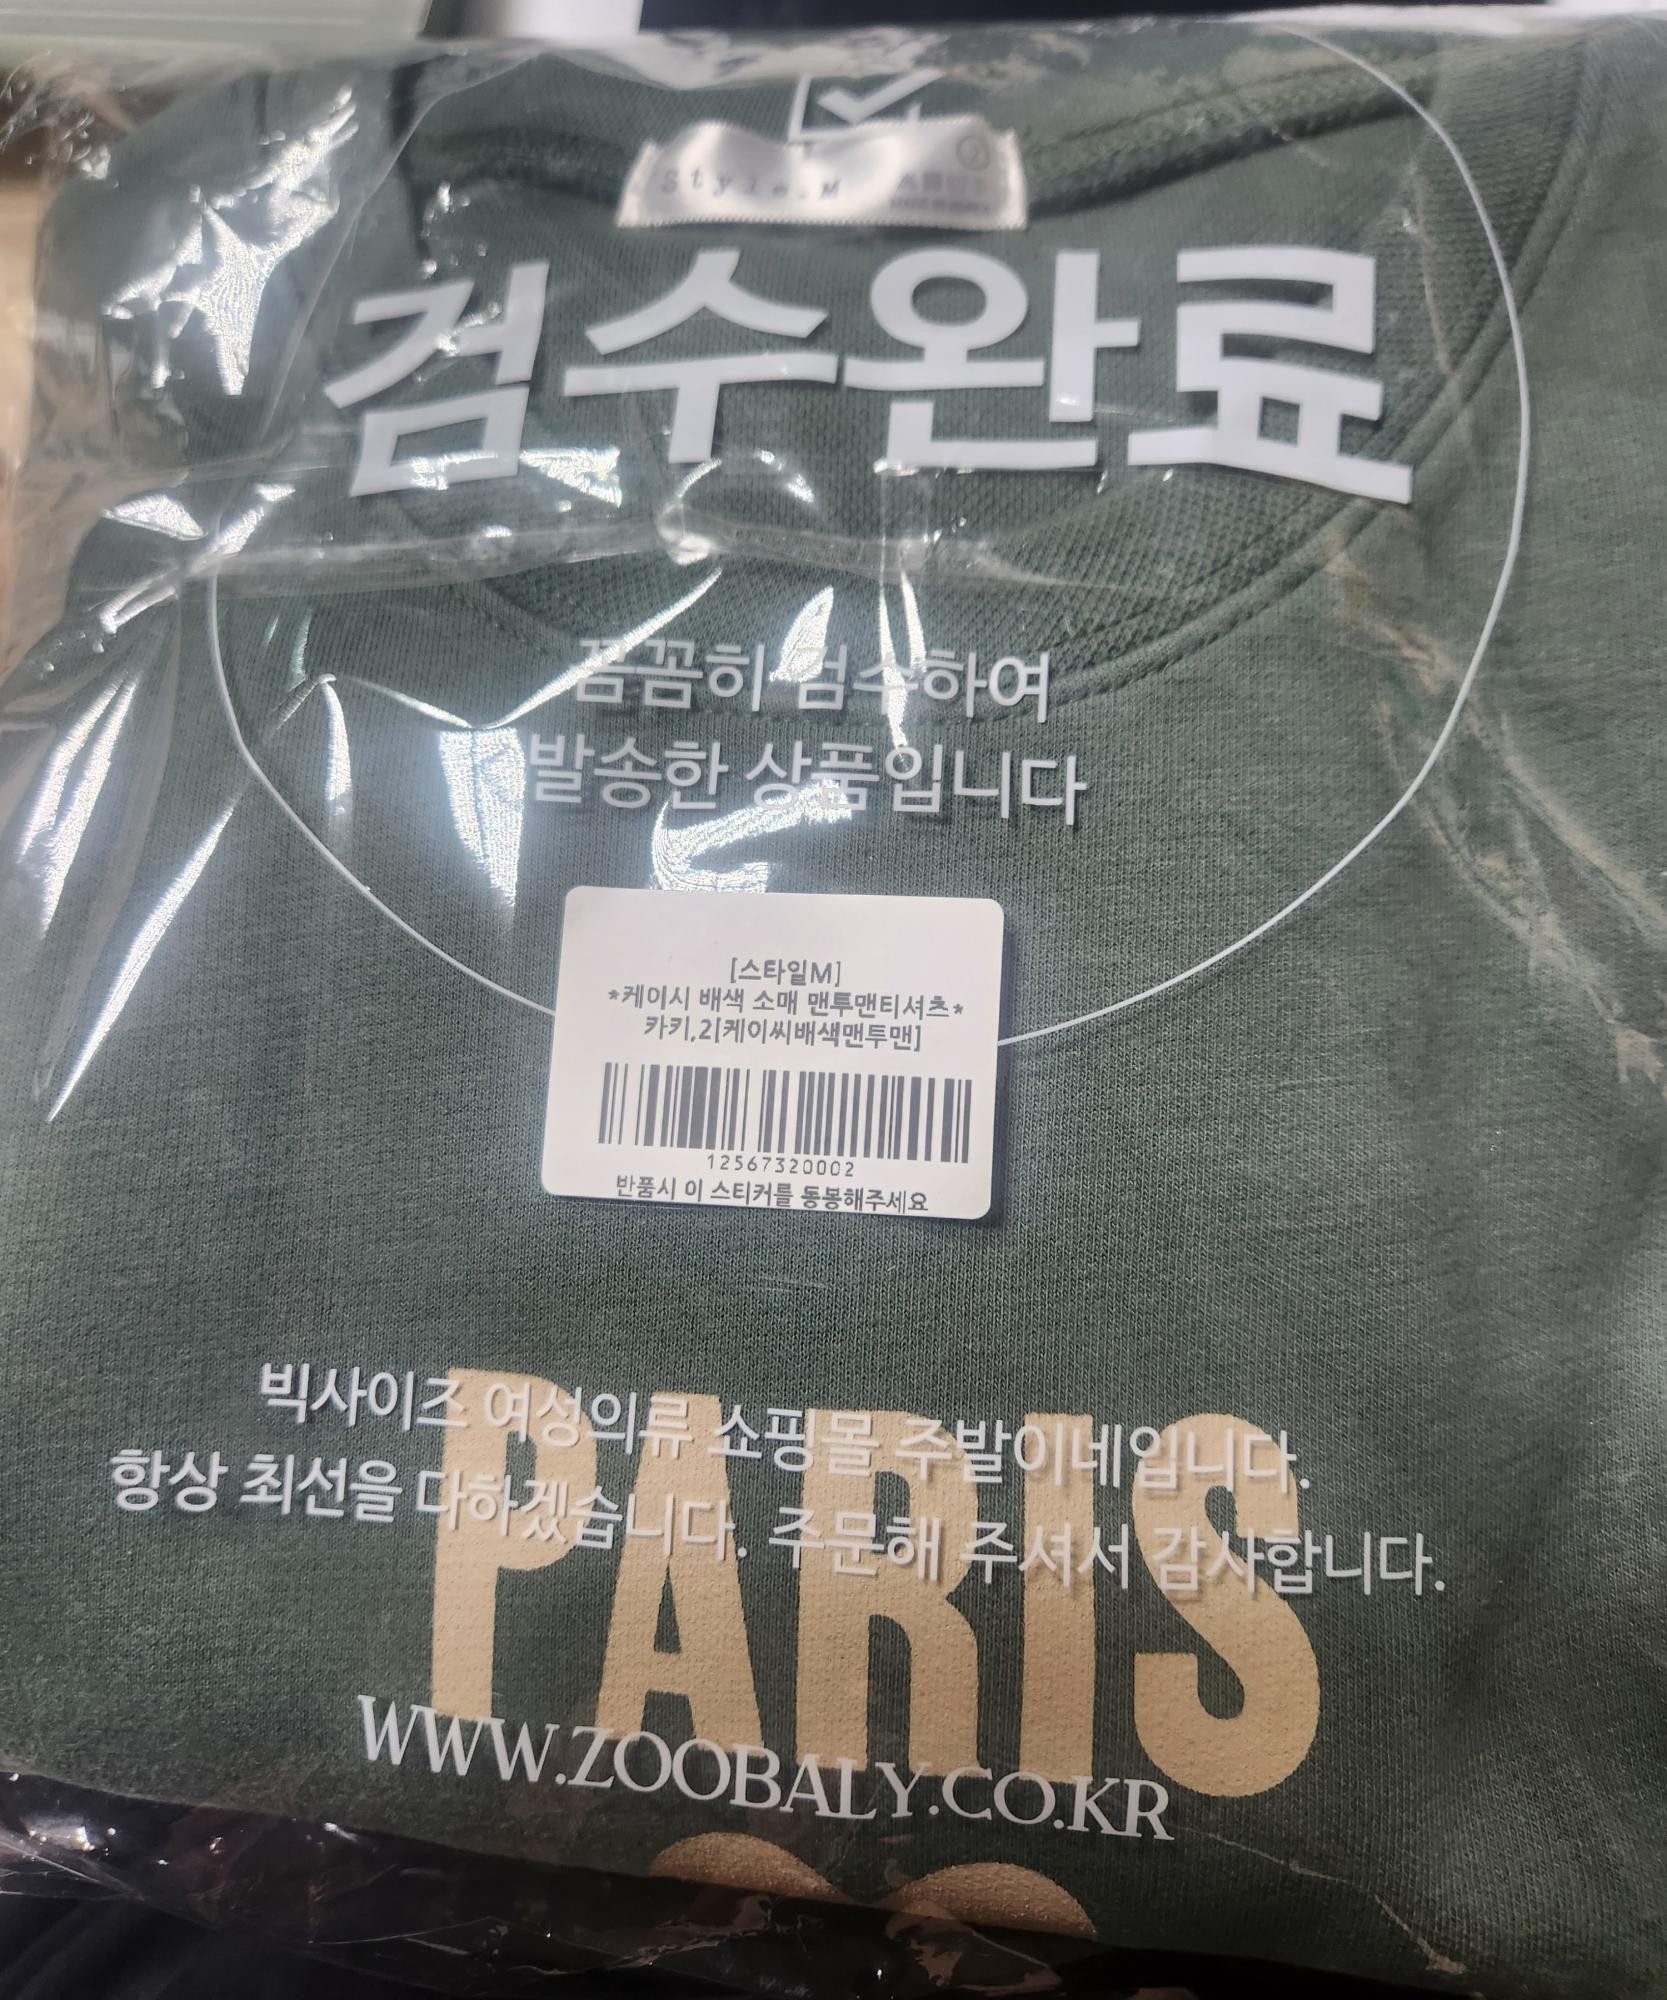 Style.M
검수완료
꼼꼼히 검수하여
발송한 상품입니다
[스타일M]
*케이시 배색 소매 맨투맨티셔츠*
카키,2[케이씨배색맨투맨]
12567320002
반품시 이 스티커를 동봉해주세요
PARIS
빅사이즈 여성의류 쇼핑몰 주발이네입니다.
항상 최선을 다하겠습니다. 주문해 주셔서 감사합니다.
WWW.ZOOBALY.CO.KR